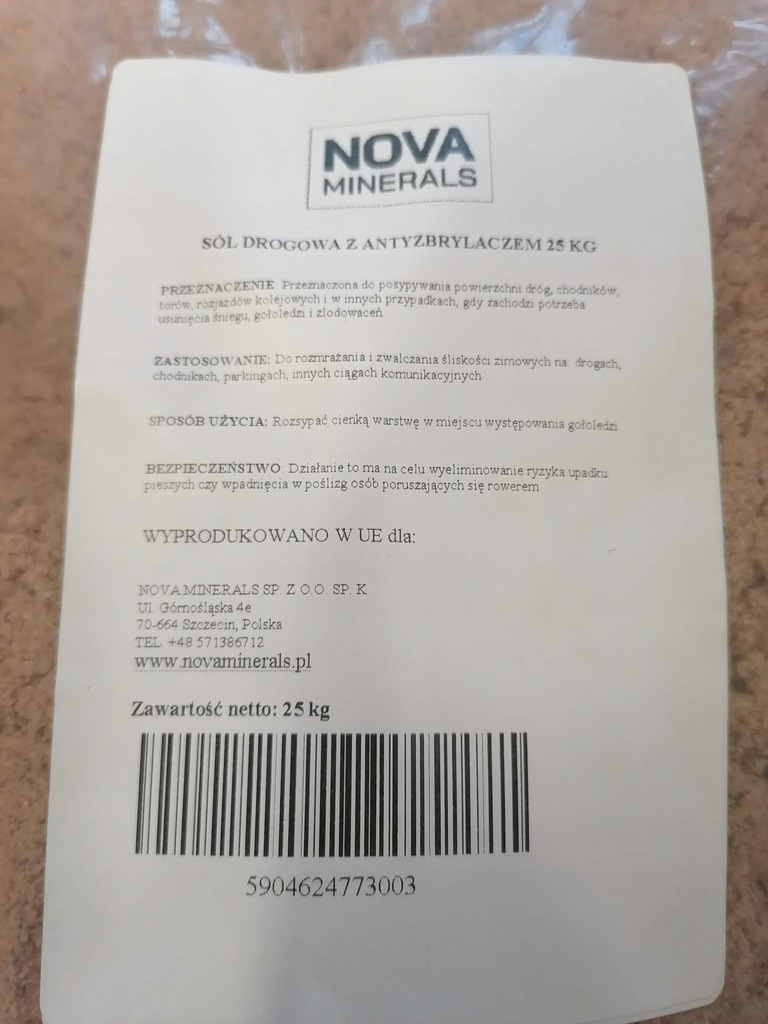 NOVA
MINERALS
SÓL DROGOWA Z ANTYZBRYLACZEM 25 KG
PRZEZNACZENIE: Przeznaczona do posypywania powierzchni dróg, chodników,
torów, rozjazdów kolejowych i w innych przypadkach, gdy zachodzi potrzeba
usunięcia śniegu, gołoledzi i zlodowaceń.
ZASTOSOWANIE: Do rozmrażania i zwalczania śliskości zimowych na: drogach,
chodnikach, parkingach, innych ciągach komunikacyjnych
SPOSÓB UŻYCIA: Rozsypać cienką warstwę w miejscu występowania gołoledzi
BEZPIECZEŃSTWO: Działanie to ma na celu wyeliminowanie ryzyka upadku
pieszych czy wpadnięcia w poślizg osób poruszających się rowerem
WYPRODUKOWANO W UE dla:
NOVA MINERALS SP. Z O.O. SP. K
Ul. Górnośląska 4e
70-664 Szczecin, Polska
TEL. +48 571386712
www.novaminerals.pl
Zawartość netto: 25 kg
5904624773003